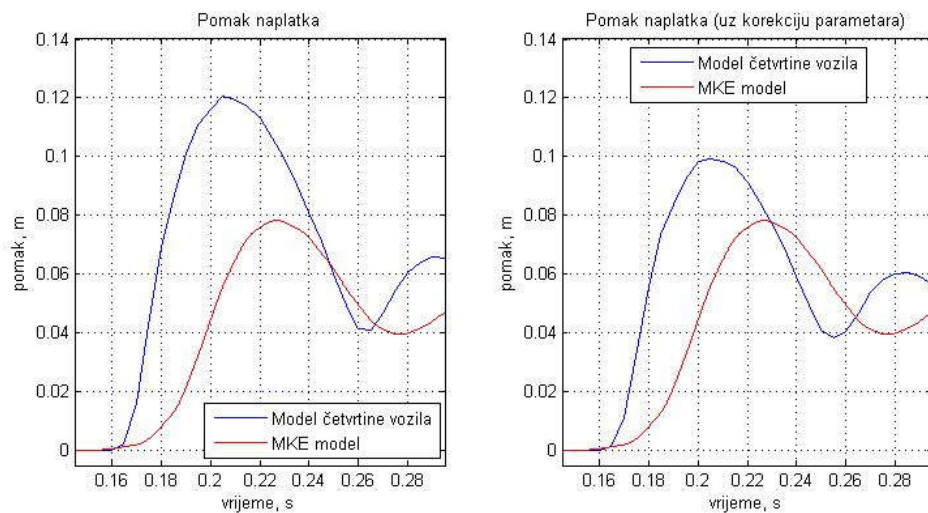 Pomak naplatka
0.14
0.12
0.1
0.08
0.06
0.04
0.02
0
pomak, m
Model četvrtine vozila
MKE model
0.16 0.18 0.2 0.22 0.24 0.26 0.28
vrijeme, s
Pomak naplatka (uz korekciju parametara)
0.14
0.12
0.1
0.08
0.06
0.04
0.02
0
pomak, m
Model četvrtine vozila
MKE model
0.16 0.18 0.2 0.22 0.24 0.26 0.28
vrijeme, s